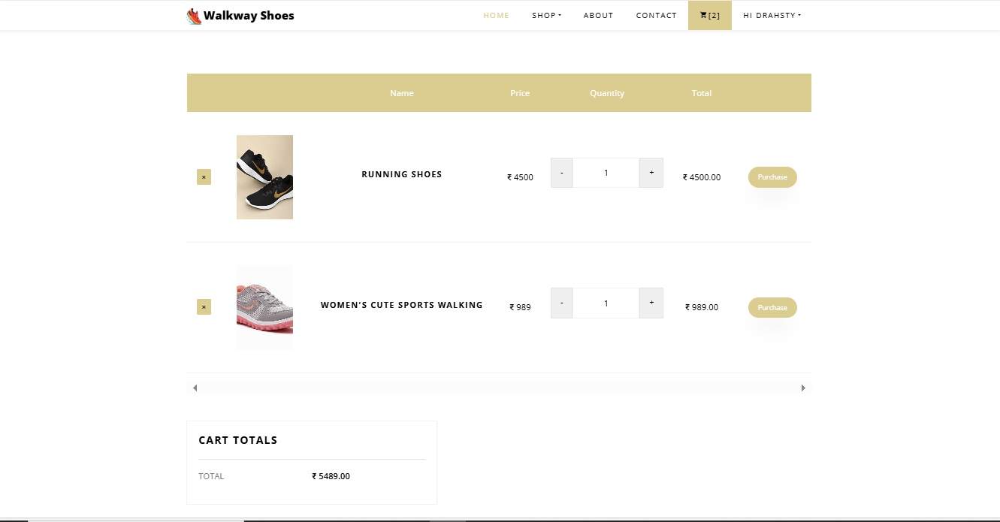 Walkway Shoes HOME SHOP ABOUT CONTACT [2] HI DRAHSTY
Name Price Quantity Total
× RUNNING SHOES ₹ 4500 - 1 + ₹ 4500.00 Purchase
× WOMEN'S CUTE SPORTS WALKING ₹ 989 - 1 + ₹ 989.00 Purchase
CART TOTALS
TOTAL ₹ 5489.00